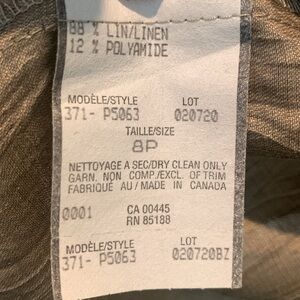 88 % LIN/LINEN
12 % POLYAMIDE
MODÈLE/STYLE LOT
371- P5063 020720
TAILLE/SIZE
8P
NETTOYAGE A SEC/DRY CLEAN ONLY
GARN. NON COMP./EXCL. OF TRIM
FABRIQUÉ AU / MADE IN CANADA
0001 CA 00445
RN 85188
MODÈLE/STYLE LOT
371- P5063 020720BZ